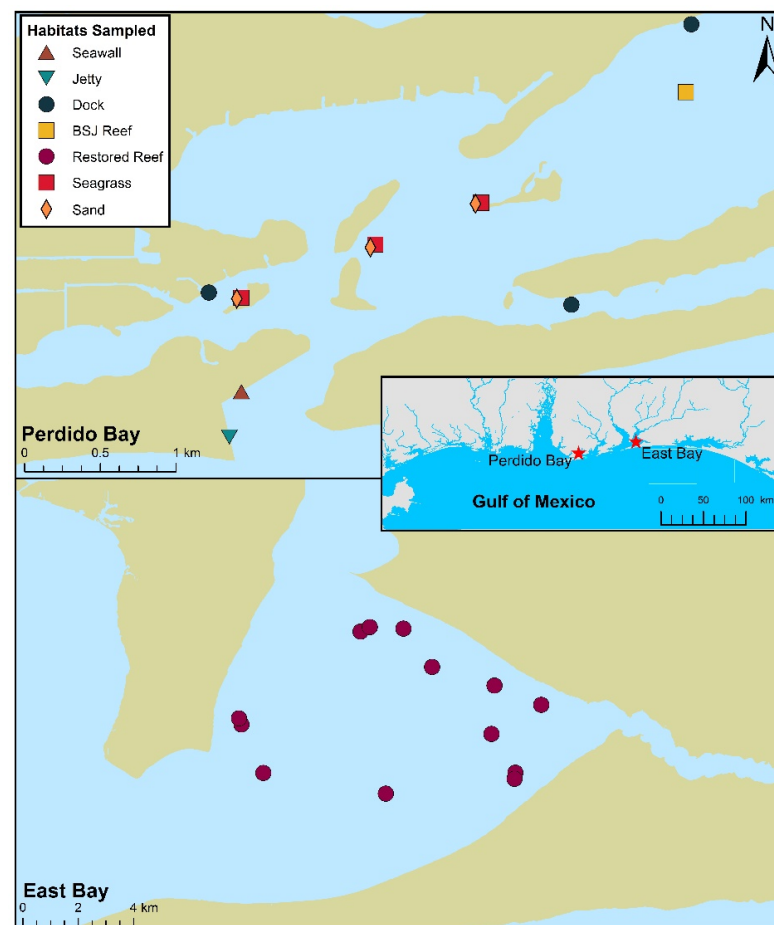 Habitats Sampled
Seawall
Jetty
Dock
BSJ Reef
Restored Reef
Seagrass
Sand
N
Perdido Bay
0 0.5 1 km
Perdido Bay
East Bay
Gulf of Mexico
0 50 100 km
East Bay
0 2 4 km